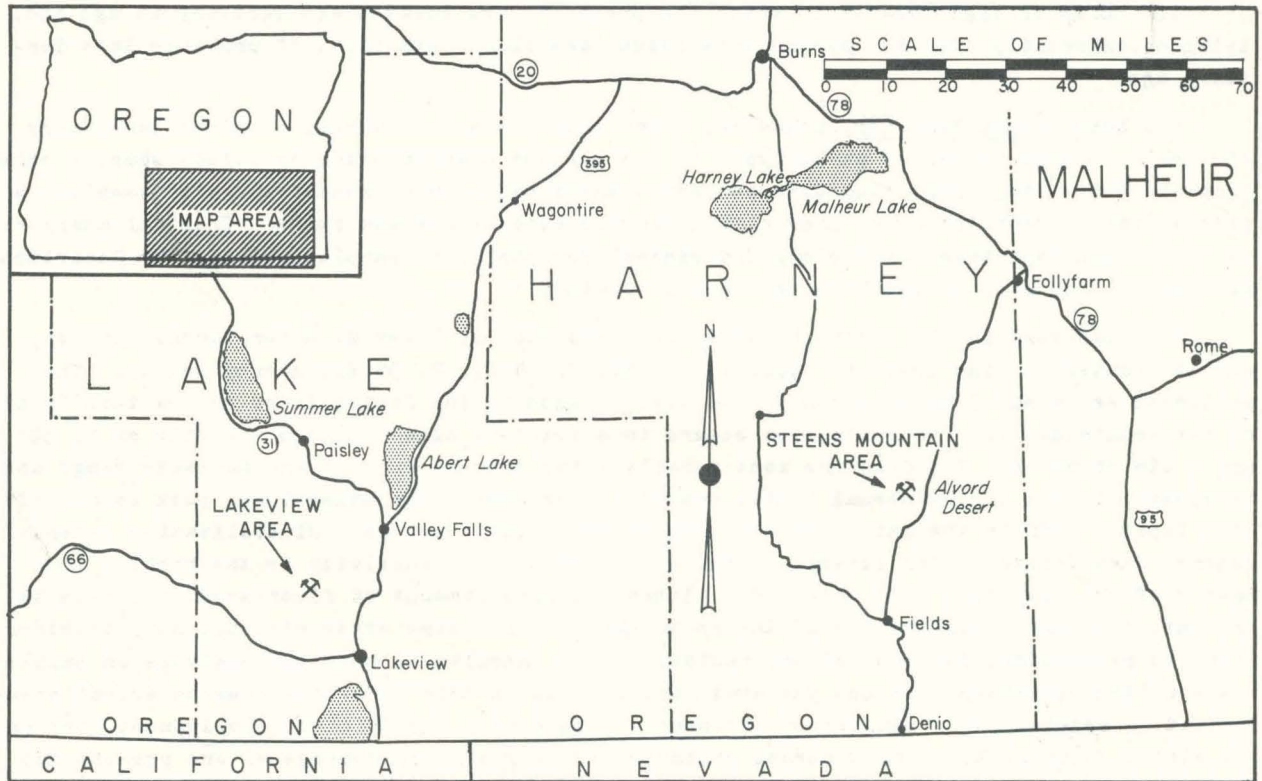 Burns
SCALE OF MILES
0 10 20 30 40 50 60 70
20
78
OREGON
MAP AREA
395
Harney Lake
Malheur Lake
MALHEUR
Wagontire
HARNEY
Follyfarm
78
N
Rome
LAKE
Summer Lake
31
Paisley
Abert Lake
STEENS MOUNTAIN
AREA
Alvord
Desert
LAKEVIEW
AREA
Valley Falls
95
66
Fields
Lakeview
OREGON
OREGON
Denio
CALIFORNIA
NEVADA